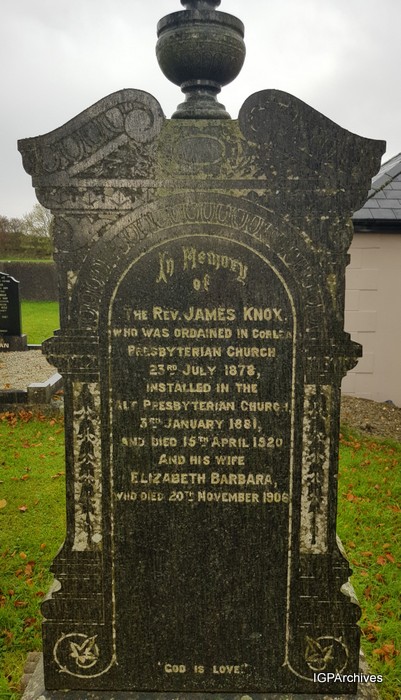 In Memory
of
THE REV. JAMES KNOX.
WHO WAS ORDAINED IN CORLEA
PRESBYTERIAN CHURCH
23RD JULY 1878,
INSTALLED IN THE
PRESBYTERIAN CHURCH,
3RD JANUARY 1881,
AND DIED 15TH APRIL 1920
AND HIS WIFE
ELIZABETH BARBARA,
WHO DIED 20TH NOVEMBER 1906
"GOD IS LOVE."
IGPArchives